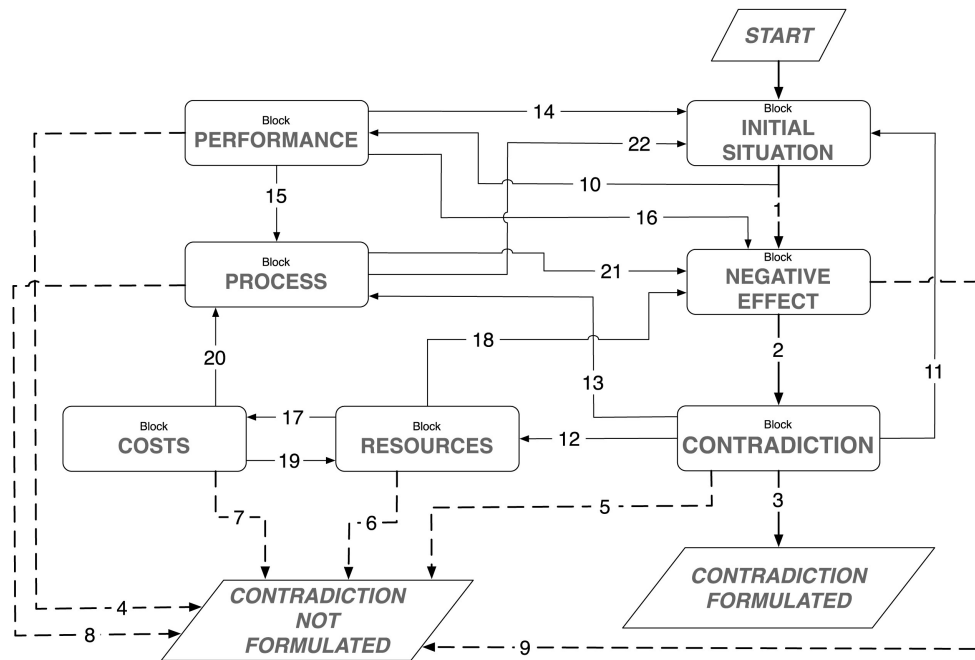 START
Block
INITIAL
SITUATION
Block
PERFORMANCE
14
22
10
15
16
1
Block
PROCESS
21
Block
NEGATIVE
EFFECT
18
2
20
13
11
17
Block
COSTS
Block
RESOURCES
12
Block
CONTRADICTION
19
7
6
5
3
CONTRADICTION
NOT
FORMULATED
CONTRADICTION
FORMULATED
4
8
9